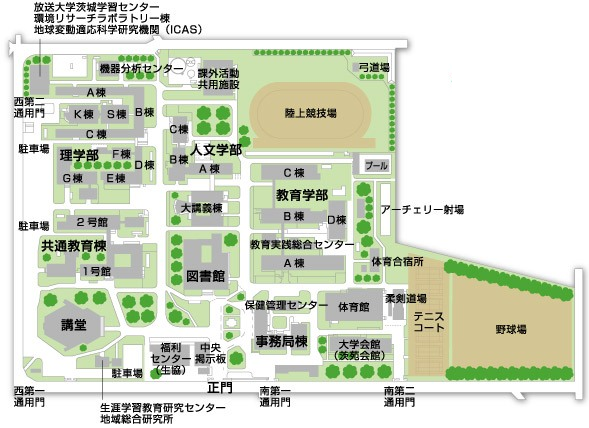 放送大学茨城学習センター
環境リサーチラボラトリー棟
地球変動適応科学研究機関（ICAS）
機器分析センター
課外活動
共用施設
弓道場
A棟
西第二
通用門
K棟
S棟
B棟
陸上競技場
C棟
C棟
駐車場
理学部
F棟
人文学部
D棟
B棟
A棟
プール
G棟
E棟
C棟
教育学部
大講義棟
アーチェリー射場
B棟
D棟
駐車場
2号館
共通教育棟
教育実践総合センター
1号館
図書館
A棟
体育合宿所
保健管理センター
体育館
柔剣道場
講堂
テニス
コート
野球場
事務局棟
福利
センター
（生協）
中央
掲示板
大学会館
（茨苑会館）
駐車場
正門
西第一
通用門
南第一
通用門
南第二
通用門
生涯学習教育研究センター
地域総合研究所